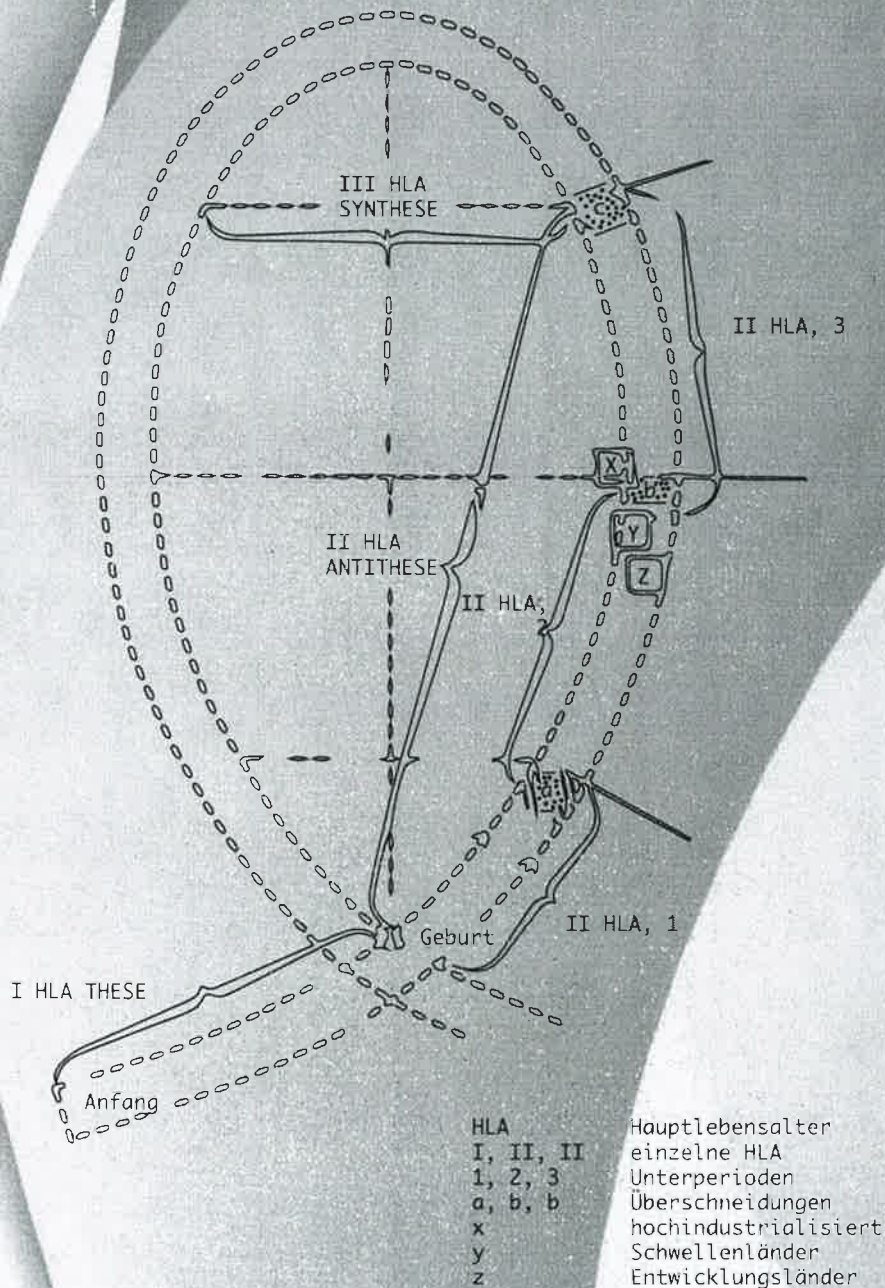 III HLA
SYNTHESE
c
II HLA, 3
X
b
Y
Z
II HLA
ANTITHESE
II HLA,
2
a
Geburt
II HLA, 1
I HLA THESE
Anfang
HLA Hauptlebensalter
I, II, II einzelne HLA
1, 2, 3 Unterperioden
a, b, b Überschneidungen
x hochindustrialisiert
y Schwellenländer
z Entwicklungsländer